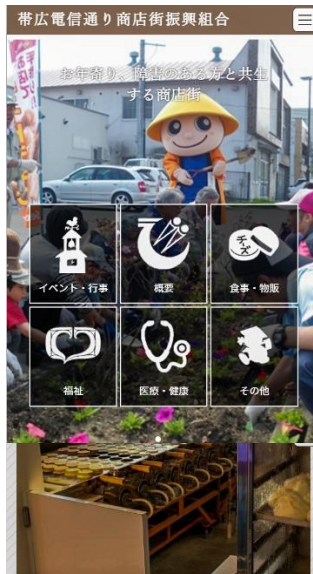 帯広電信通り商店街振興組合
お年寄り、障害のある方と共生
する商店街
イベント・行事
概要
食事・物販
チーズ
福祉
医療・健康
その他